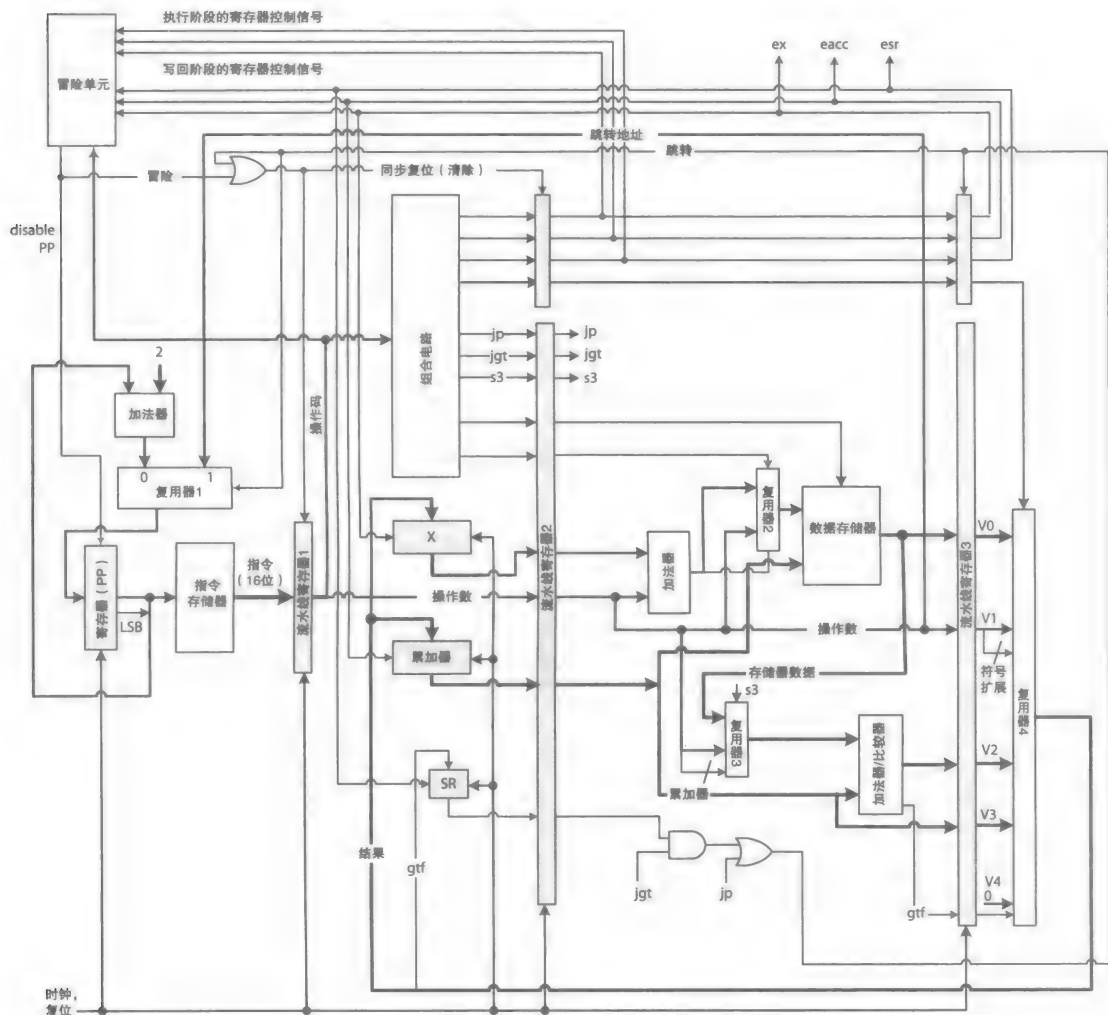 执行阶段的寄存器控制信号
ex
eacc
esr
冒险单元
写回阶段的寄存器控制信号
跳转地址
跳转
冒险
同步复位（清除）
disable
PP
组合电路
jp
jgt
s3
jp
jgt
s3
2
加法器
操作码
0
1
复用器1
复用器2
数据存储器
V0
X
寄存器（PP）
LSB
指令
存储器
指令
（16位）
流水线寄存器1
操作数
流水线寄存器2
加法器
操作数
流水线寄存器3
V1
符号
扩展
累加器
存储器数据
s3
复用器3
复用器4
加法器/比较器
V2
SR
累加器
V3
结果
gtf
jgt
jp
V4
0
gtf
时钟，
复位